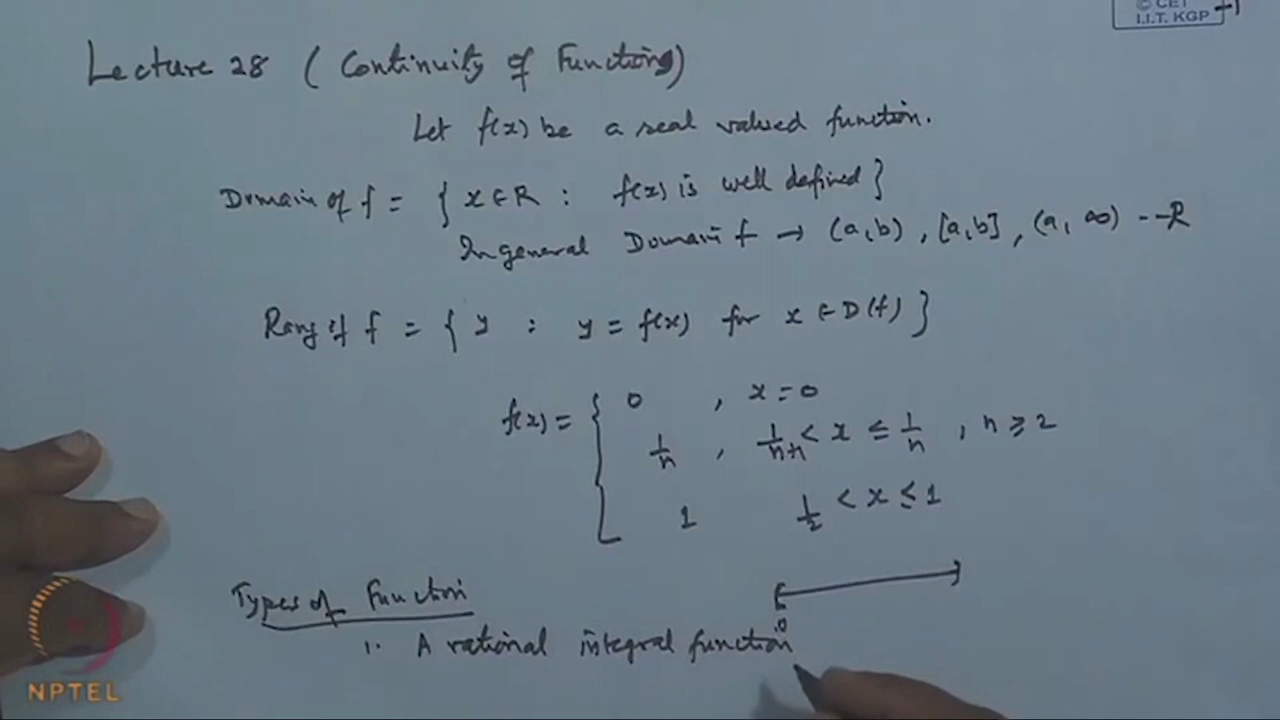 © CET
I.I.T. KGP
Lecture 28 ( Continuity of Functions)
Let f(x) be a real valued function.
Domain of f = { x ∈ R : f(x) is well defined }
In general Domain f → (a,b) , [a,b] , (a, ∞) -- R
Rang of f = { y : y = f(x) for x ∈ D(f) }
f(x) = { 0 , x = 0
1/n , 1/n+1 < x ≤ 1/n , n ≥ 2
1 1/2 < x ≤ 1
Types of Function
0
1. A rational integral function
NPTEL